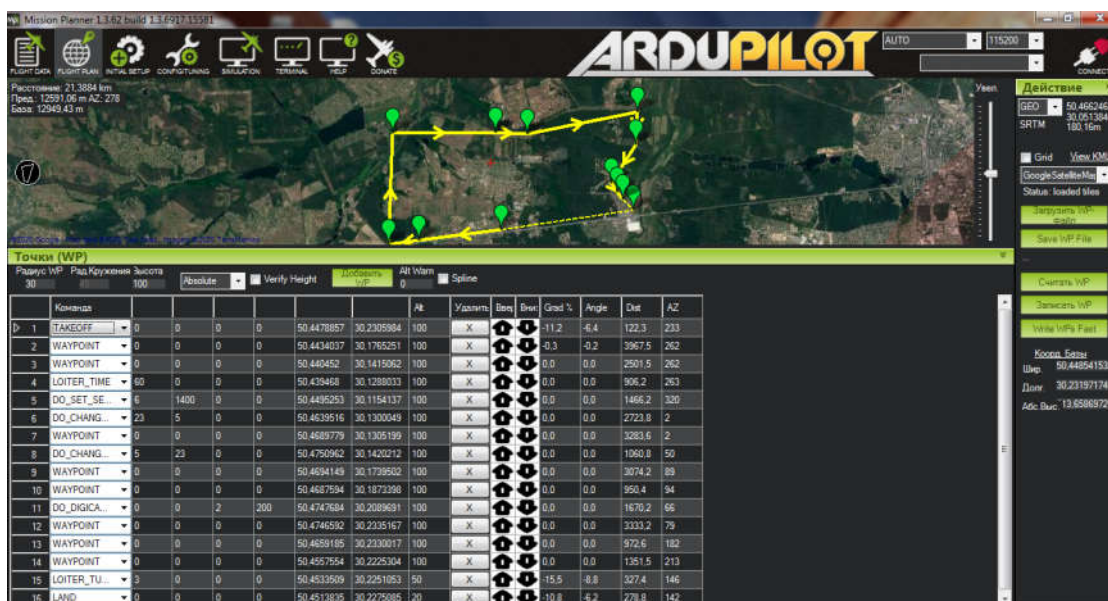 Mission Planner 1.3.62 build 1.3.6917.15581
FLIGHT DATA FLIGHT PLAN INITIAL SETUP CONFIG/TUNING SIMULATION TERMINAL HELP DONATE
ARDUPILOT
AUTO 115200
CONNECT
Расстояние: 21,3884 km
Пред.: 12591,06 m AZ: 278
База: 12949,43 m
Увел.
Действие
GEO 50,466246
30,051384
SRTM 180,16m
Grid View KML
GoogleSatelliteMap
Status: loaded tiles
Загрузить WP-файл
Save WP File
Считать WP
Записать WP
Write WPs Fast
Коорд. Базы
Шир. 50,44854153
Долг. 30,23197174
Абс Выс. 13,6586972
Точки (WP)
Радиус WP Рад.Кружения Высота
30 100
Absolute Verify Height Добавить WP Alt Warn 0 Spline
Команда Alt Удалить Grad % Angle Dist AZ
1 TAKEOFF 0 0 0 0 50,4478857 30,2305984 100 X -11,2 -6,4 122,3 233
2 WAYPOINT 0 0 0 0 50,4434037 30,1765251 100 X -0,3 -0,2 3967,5 262
3 WAYPOINT 0 0 0 0 50,440452 30,1415062 100 X 0,0 0,0 2501,5 262
4 LOITER_TIME 60 0 0 0 50,439468 30,1288033 100 X 0,0 0,0 906,2 263
5 DO_SET_SE... 6 1400 0 0 50,4495253 30,1154137 100 X 0,0 0,0 1466,2 320
6 DO_CHANG... 23 5 0 0 50,4639516 30,1300049 100 X 0,0 0,0 2723,8 2
7 WAYPOINT 0 0 0 0 50,4689779 30,1305199 100 X 0,0 0,0 3283,6 2
8 DO_CHANG... 5 23 0 0 50,4750962 30,1420212 100 X 0,0 0,0 1060,8 50
9 WAYPOINT 0 0 0 0 50,4694149 30,1739502 100 X 0,0 0,0 3074,2 89
10 WAYPOINT 0 0 0 0 50,4687594 30,1873398 100 X 0,0 0,0 950,4 94
11 DO_DIGICA... 0 0 2 200 50,4747684 30,2089691 100 X 0,0 0,0 1670,2 66
12 WAYPOINT 0 0 0 0 50,4746592 30,2335167 100 X 0,0 0,0 3333,2 79
13 WAYPOINT 0 0 0 0 50,4659185 30,2330017 100 X 0,0 0,0 972,6 182
14 WAYPOINT 0 0 0 0 50,4557554 30,2225304 100 X 0,0 0,0 1351,5 213
15 LOITER_TU... 3 0 0 0 50,4533509 30,2251053 50 X -15,5 -8,8 327,4 146
16 LAND 0 0 0 0 50,4513835 30,2275085 20 X -10,8 -6,2 278,8 142